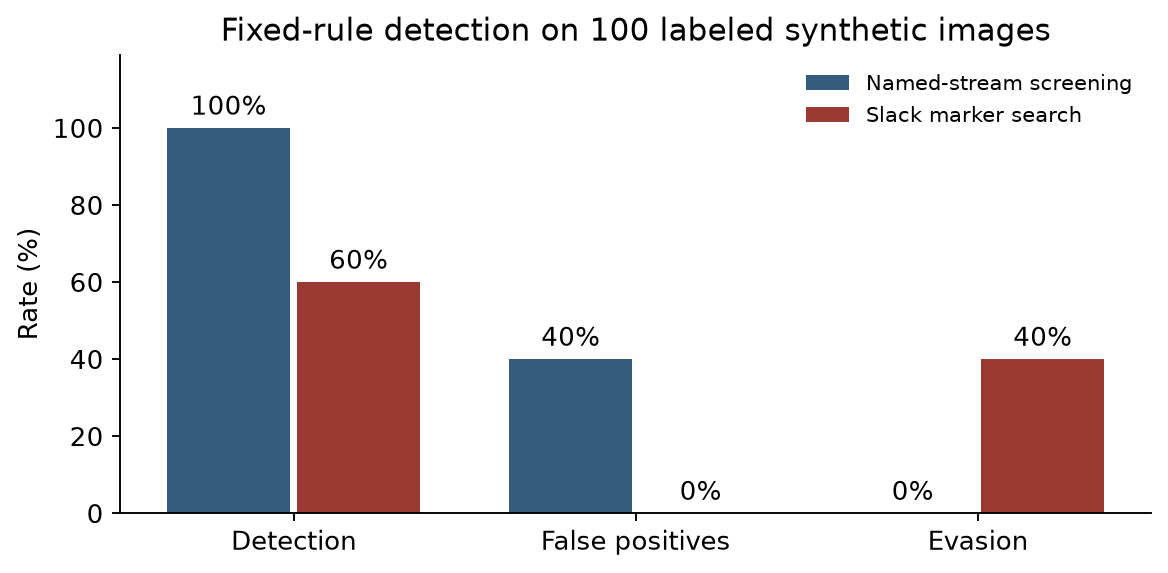 Fixed-rule detection on 100 labeled synthetic images
Named-stream screening
Slack marker search
Rate (%)
100
80
60
40
20
0
100%
60%
40%
0%
0%
40%
Detection
False positives
Evasion